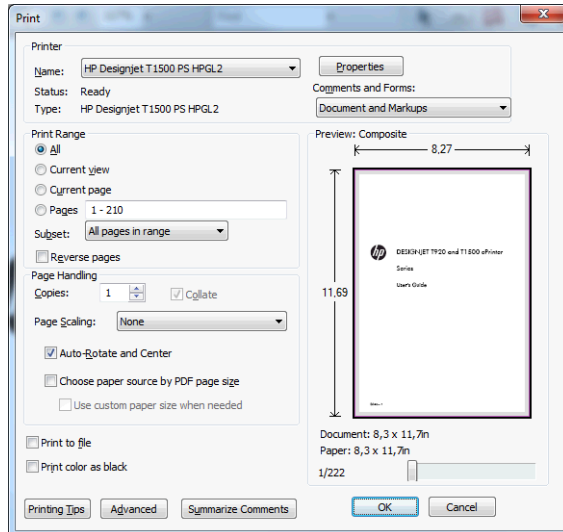 Print
Printer
Name: HP Designjet T1500 PS HPGL2 Properties
Status: Ready Comments and Forms:
Type: HP Designjet T1500 PS HPGL2 Document and Markups
Print Range
All
Current view
Current page
Pages 1 - 210
Subset: All pages in range
Reverse pages
Page Handling
Copies: 1 Collate
Page Scaling: None
Auto-Rotate and Center
Choose paper source by PDF page size
Use custom paper size when needed
Print to file
Print color as black
Preview: Composite
8,27
11,69
hp DESIGNJET T920 and T1500 ePrinter
Series
User's Guide
Document: 8,3 x 11,7in
Paper: 8,3 x 11,7in
1/222
Printing Tips Advanced Summarize Comments OK Cancel